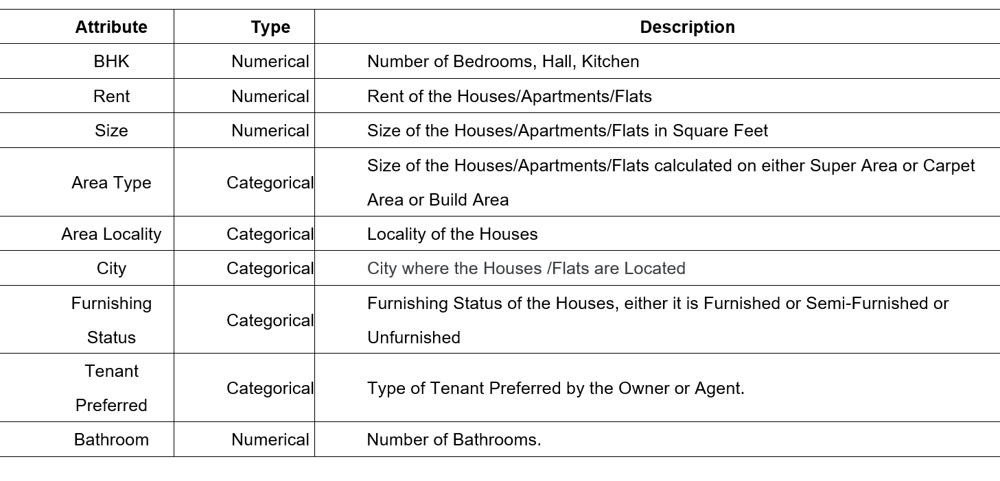 Attribute Type Description
BHK Numerical Number of Bedrooms, Hall, Kitchen
Rent Numerical Rent of the Houses/Apartments/Flats
Size Numerical Size of the Houses/Apartments/Flats in Square Feet
Area Type Categorical Size of the Houses/Apartments/Flats calculated on either Super Area or Carpet
Area or Build Area
Area Locality Categorical Locality of the Houses
City Categorical City where the Houses /Flats are Located
Furnishing
Status Categorical Furnishing Status of the Houses, either it is Furnished or Semi-Furnished or
Unfurnished
Tenant
Preferred Categorical Type of Tenant Preferred by the Owner or Agent.
Bathroom Numerical Number of Bathrooms.